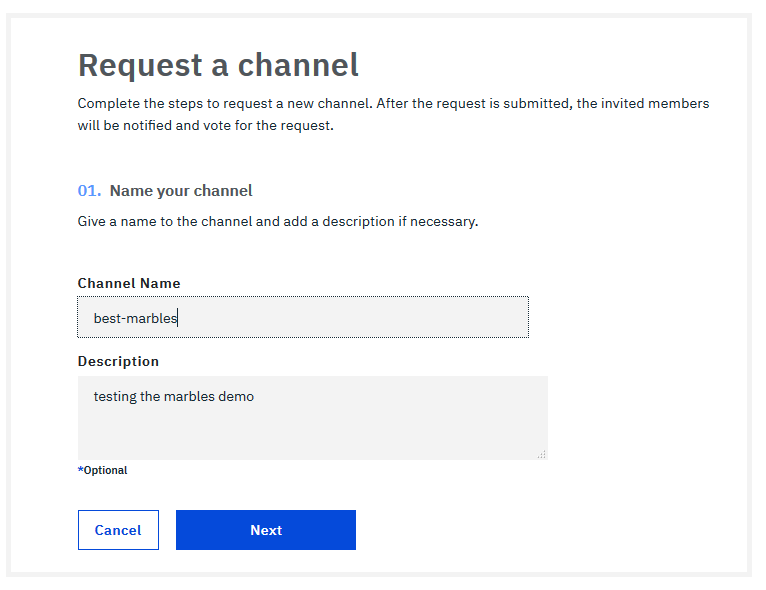 Request a channel
Complete the steps to request a new channel. After the request is submitted, the invited members
will be notified and vote for the request.
01. Name your channel
Give a name to the channel and add a description if necessary.
Channel Name
best-marbles
Description
testing the marbles demo
*Optional
Cancel Next